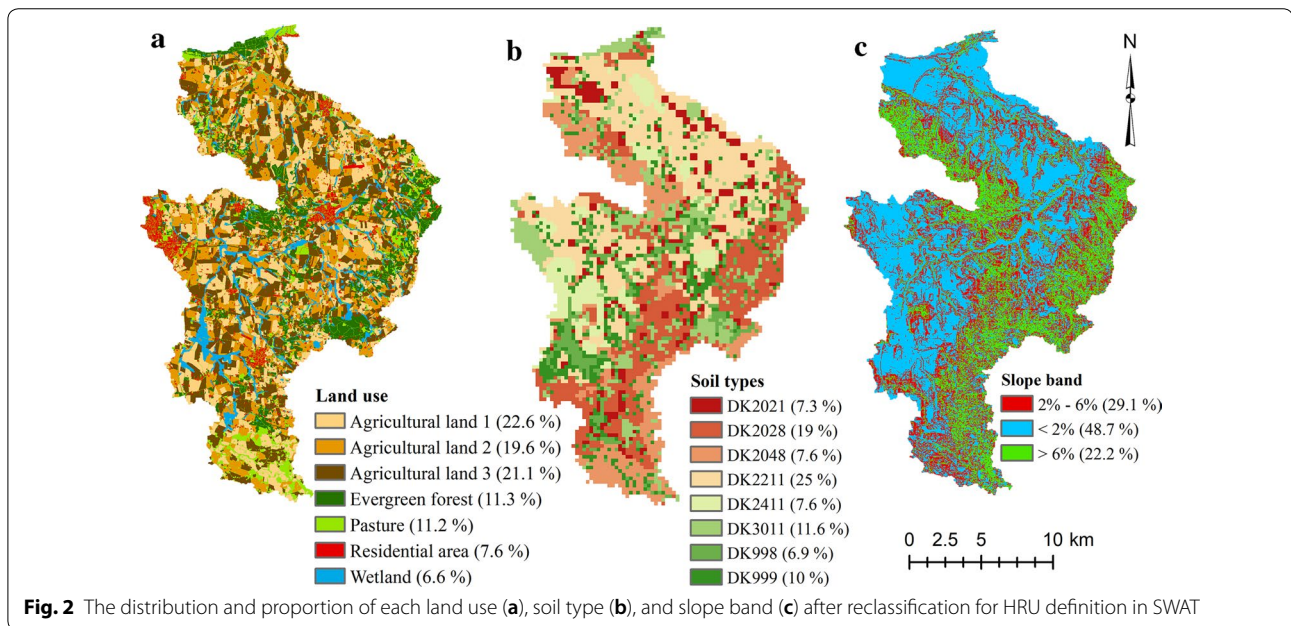 a
b
c
N
Land use
Agricultural land 1 (22.6 %)
Agricultural land 2 (19.6 %)
Agricultural land 3 (21.1 %)
Evergreen forest (11.3 %)
Pasture (11.2 %)
Residential area (7.6 %)
Wetland (6.6 %)
Soil types
DK2021 (7.3 %)
DK2028 (19 %)
DK2048 (7.6 %)
DK2211 (25 %)
DK2411 (7.6 %)
DK3011 (11.6 %)
DK998 (6.9 %)
DK999 (10 %)
Slope band
2% - 6% (29.1 %)
< 2% (48.7 %)
> 6% (22.2 %)
0 2.5 5 10 km
Fig. 2 The distribution and proportion of each land use (a), soil type (b), and slope band (c) after reclassification for HRU definition in SWAT